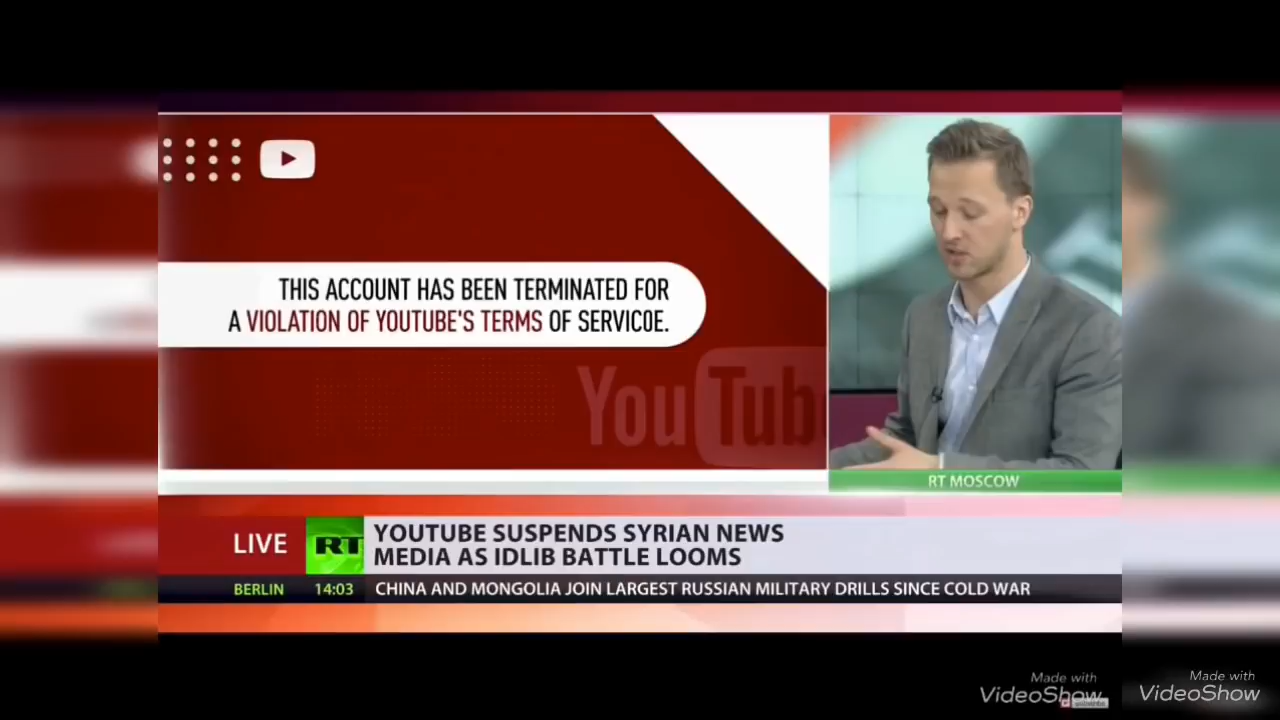 THIS ACCOUNT HAS BEEN TERMINATED FOR
A VIOLATION OF YOUTUBE'S TERMS OF SERVIC0E.
YouTube
RT MOSCOW
LIVE
RT
YOUTUBE SUSPENDS SYRIAN NEWS
MEDIA AS IDLIB BATTLE LOOMS
BERLIN 14:03 CHINA AND MONGOLIA JOIN LARGEST RUSSIAN MILITARY DRILLS SINCE COLD WAR
Made with
VideoShow
Made with
VideoShow